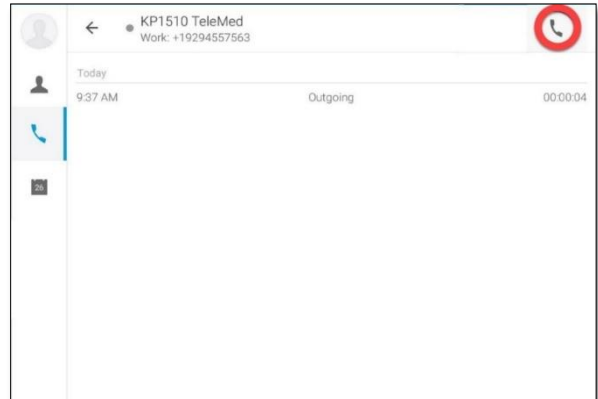 KP1510 TeleMed
Work: +19294557563
Today
9:37 AM Outgoing 00:00:04
26